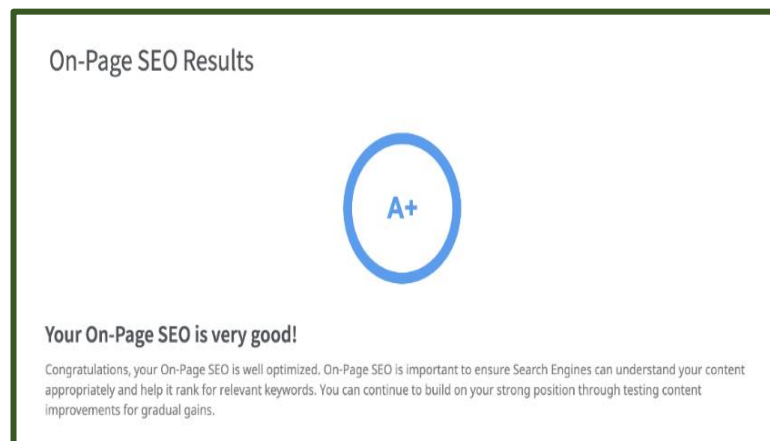 On-Page SEO Results
A+
Your On-Page SEO is very good!
Congratulations, your On-Page SEO is well optimized. On-Page SEO is important to ensure Search Engines can understand your content
appropriately and help it rank for relevant keywords. You can continue to build on your strong position through testing content
improvements for gradual gains.